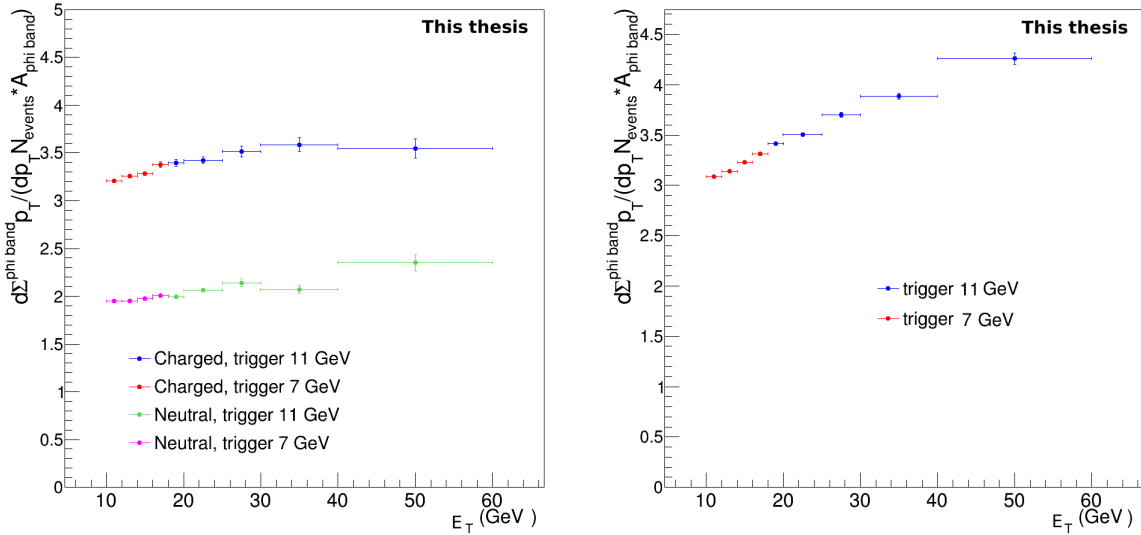 This thesis
dΣ^phi band p_T/(dp_T N_events*A_phi band)
5
4.5
4
3.5
3
2.5
2
1.5
1
0.5
0
Charged, trigger 11 GeV
Charged, trigger 7 GeV
Neutral, trigger 11 GeV
Neutral, trigger 7 GeV
10 20 30 40 50 60
E_T (GeV )
This thesis
dΣ^phi band p_T/(dp_T N_events*A_phi band)
4.5
4
3.5
3
2.5
2
1.5
1
0.5
0
trigger 11 GeV
trigger 7 GeV
10 20 30 40 50 60
E_T (GeV )